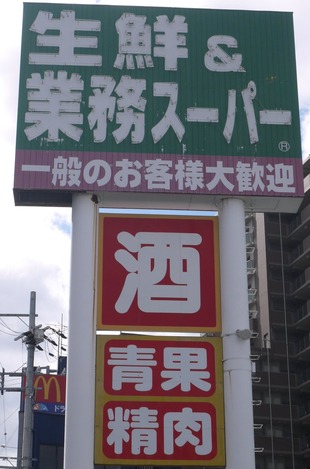 生鮮&
業務スーパー
®
一般のお客様大歓迎
酒
青果
精肉